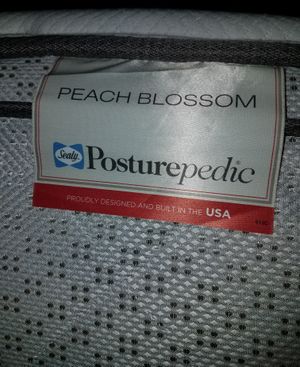 PEACH BLOSSOM
Sealy Posturepedic
PROUDLY DESIGNED AND BUILT IN THE USA